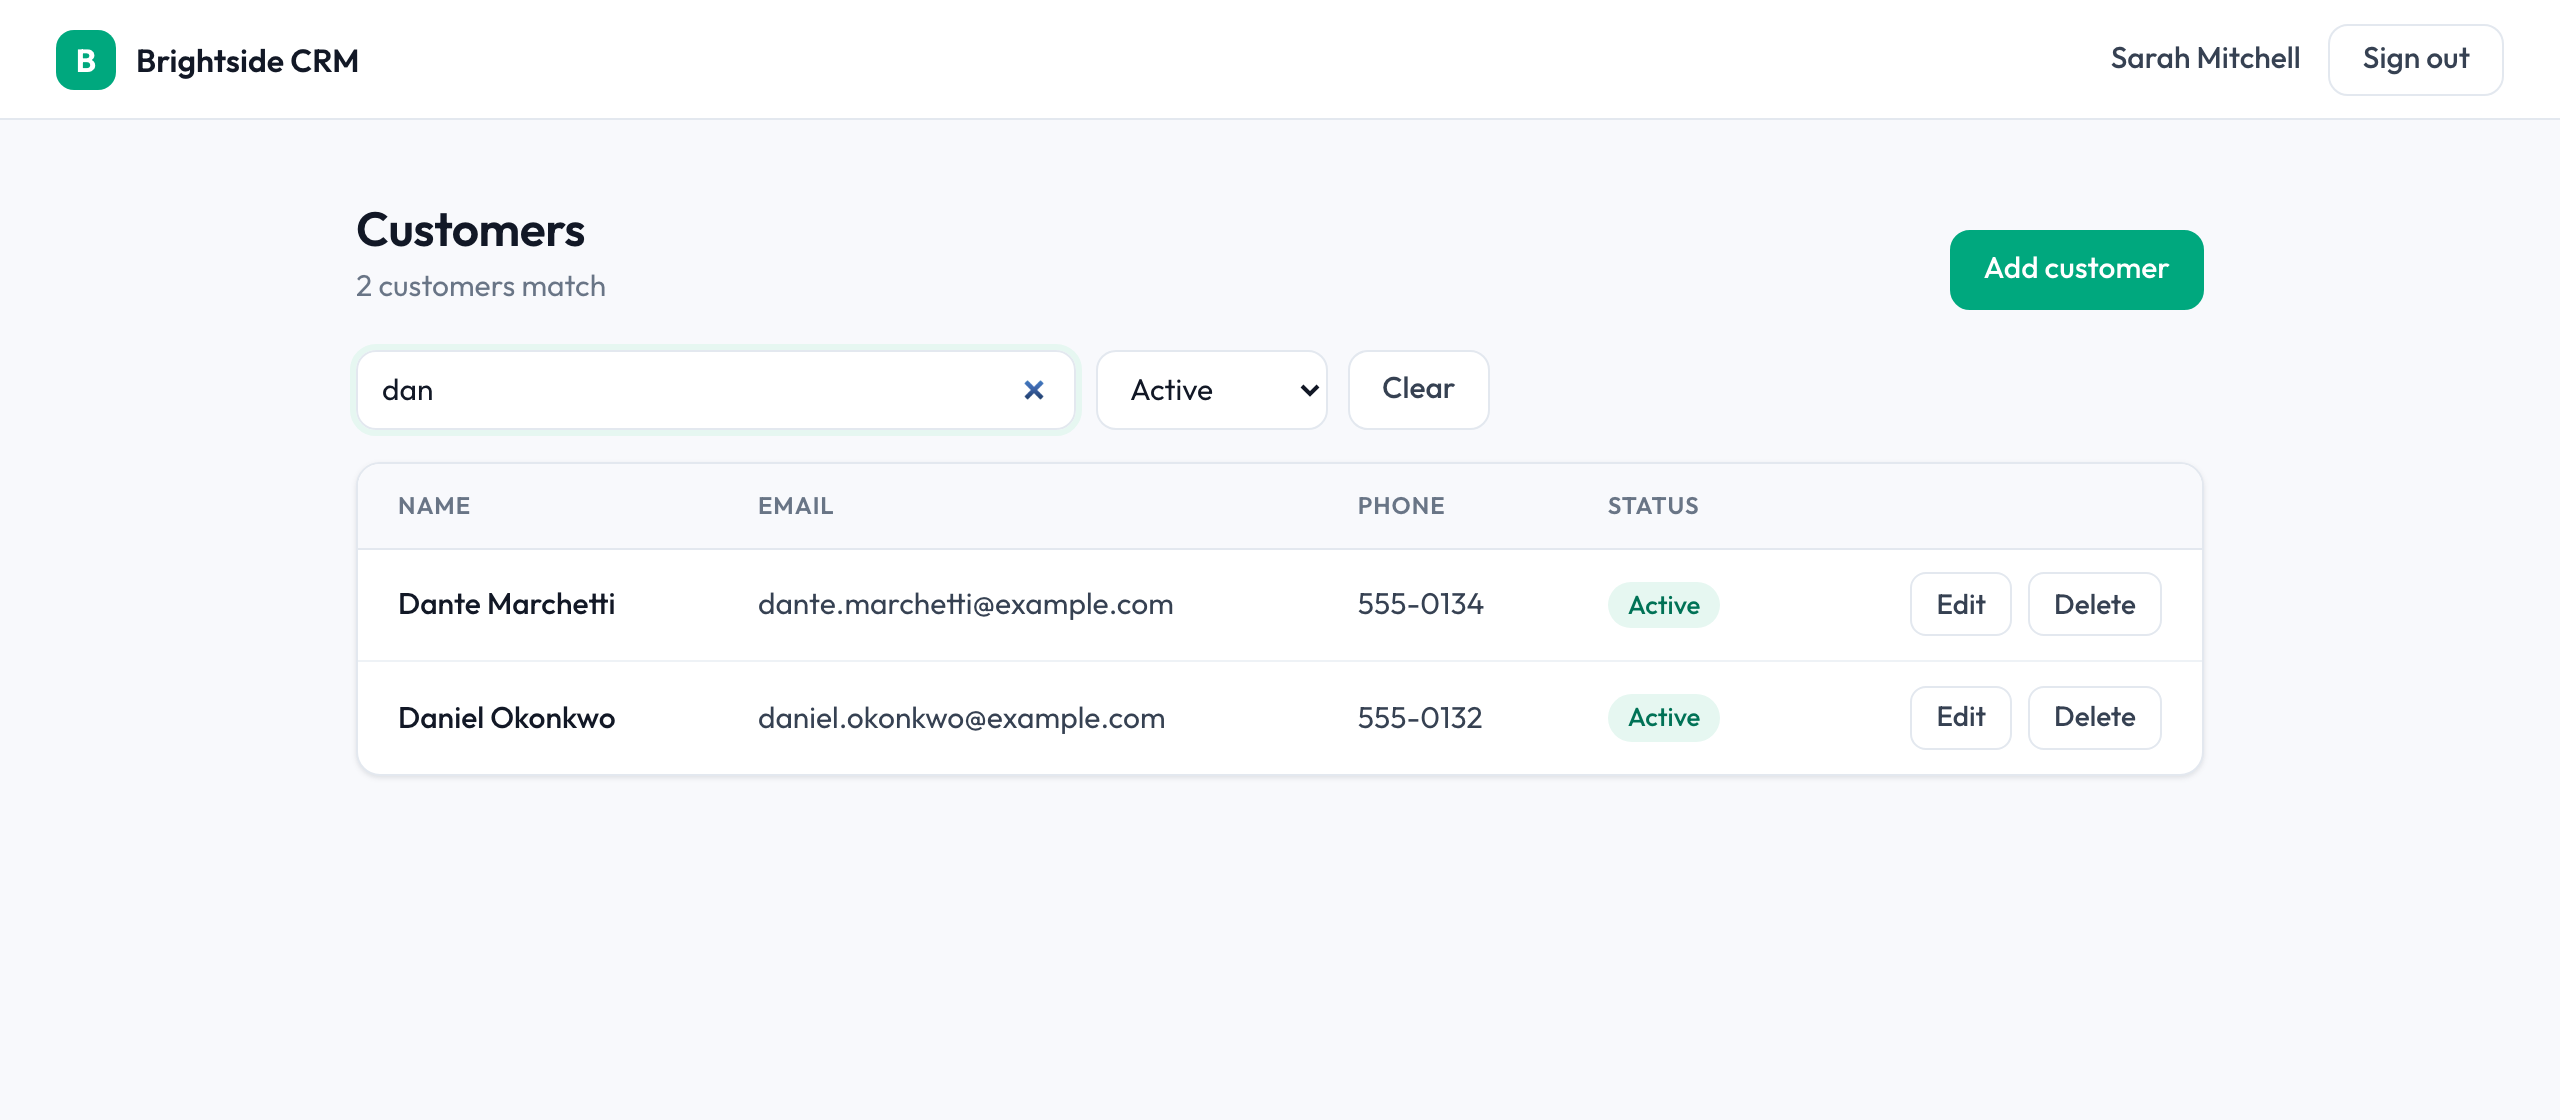 B Brightside CRM Sarah Mitchell Sign out
Customers
2 customers match
Add customer
dan Active Clear
NAME EMAIL PHONE STATUS
Dante Marchetti dante.marchetti@example.com 555-0134 Active Edit Delete
Daniel Okonkwo daniel.okonkwo@example.com 555-0132 Active Edit Delete